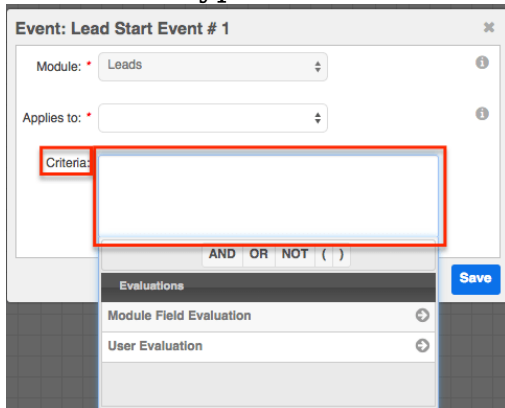 Event: Lead Start Event # 1
Module: * Leads
Applies to: *
Criteria:
AND OR NOT ( )
Evaluations
Save
Module Field Evaluation
User Evaluation